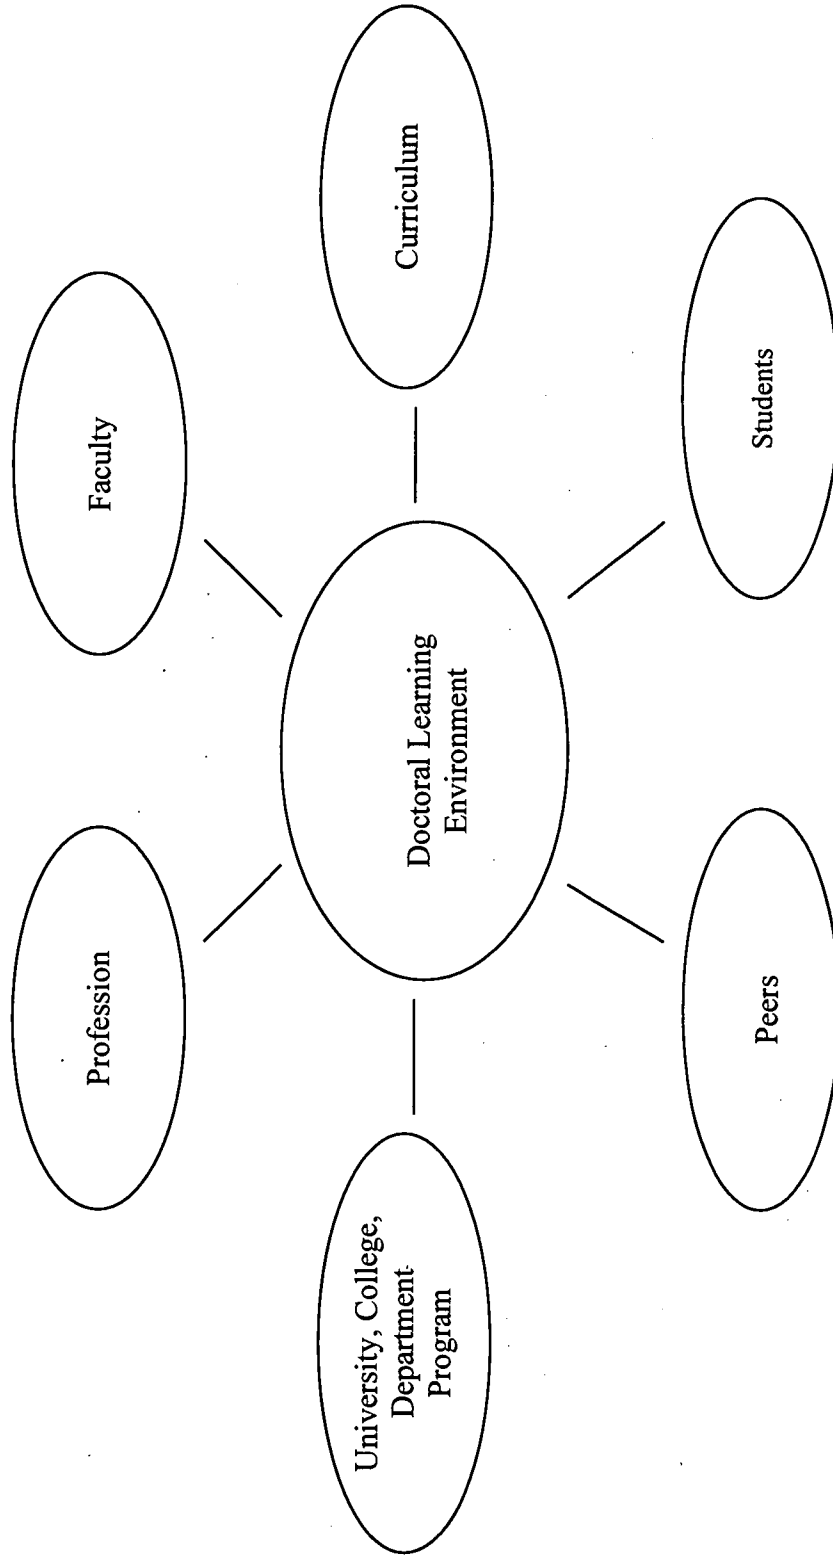 Profession
Faculty
University, College,
Department
Program
Doctoral Learning
Environment
Curriculum
Peers
Students